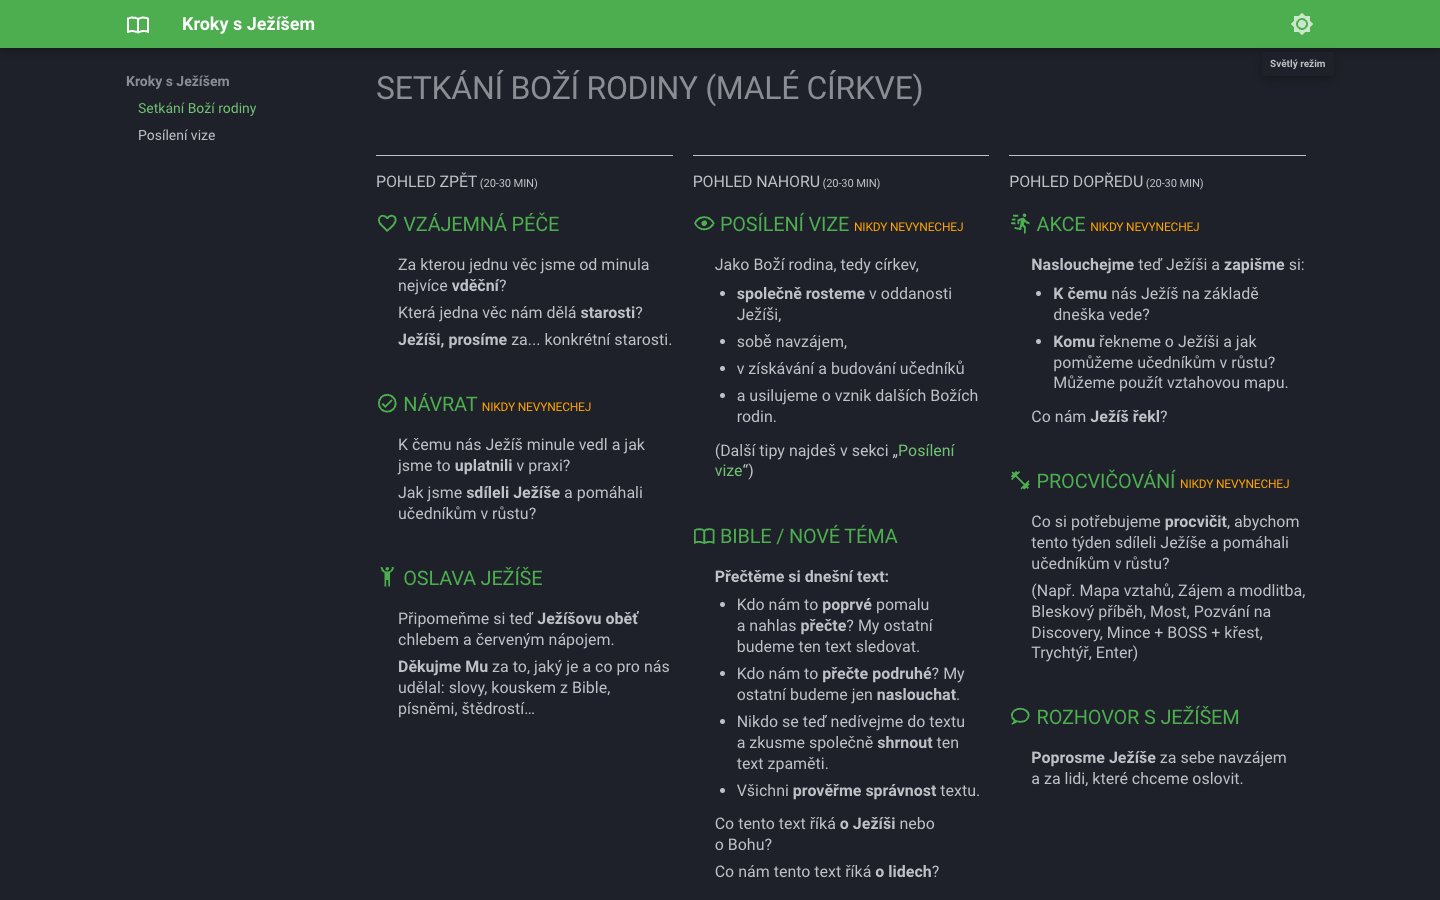 Kroky s Ježíšem
Světlý režim
Kroky s Ježíšem
Setkání Boží rodiny
Posílení vize
SETKÁNÍ BOŽÍ RODINY (MALÉ CÍRKVE)
POHLED ZPĚT (20-30 MIN)
VZÁJEMNÁ PÉČE
Za kterou jednu věc jsme od minula
nejvíce vděční?
Která jedna věc nám dělá starosti?
Ježíši, prosíme za... konkrétní starosti.
NÁVRAT NIKDY NEVYNECHEJ
K čemu nás Ježíš minule vedl a jak
jsme to uplatnili v praxi?
Jak jsme sdíleli Ježíše a pomáhali
učedníkům v růstu?
OSLAVA JEŽÍŠE
Připomeňme si teď Ježíšovu oběť
chlebem a červeným nápojem.
Děkujme Mu za to, jaký je a co pro nás
udělal: slovy, kouskem z Bible,
písněmi, štědrostí…
POHLED NAHORU (20-30 MIN)
POSÍLENÍ VIZE NIKDY NEVYNECHEJ
Jako Boží rodina, tedy církev,
• společně rosteme v oddanosti
Ježíši,
• sobě navzájem,
• v získávání a budování učedníků
• a usilujeme o vznik dalších Božích
rodin.
(Další tipy najdeš v sekci „Posílení
vize“)
BIBLE / NOVÉ TÉMA
Přečtěme si dnešní text:
• Kdo nám to poprvé pomalu
a nahlas přečte? My ostatní
budeme ten text sledovat.
• Kdo nám to přečte podruhé? My
ostatní budeme jen naslouchat.
• Nikdo se teď nedívejme do textu
a zkusme společně shrnout ten
text zpaměti.
• Všichni prověřme správnost textu.
Co tento text říká o Ježíši nebo
o Bohu?
Co nám tento text říká o lidech?
POHLED DOPŘEDU (20-30 MIN)
AKCE NIKDY NEVYNECHEJ
Naslouchejme teď Ježíši a zapišme si:
• K čemu nás Ježíš na základě
dneška vede?
• Komu řekneme o Ježíši a jak
pomůžeme učedníkům v růstu?
Můžeme použít vztahovou mapu.
Co nám Ježíš řekl?
PROCVIČOVÁNÍ NIKDY NEVYNECHEJ
Co si potřebujeme procvičit, abychom
tento týden sdíleli Ježíše a pomáhali
učedníkům v růstu?
(Např. Mapa vztahů, Zájem a modlitba,
Bleskový příběh, Most, Pozvání na
Discovery, Mince + BOSS + křest,
Trychtýř, Enter)
ROZHOVOR S JEŽÍŠEM
Poprosme Ježíše za sebe navzájem
a za lidi, které chceme oslovit.